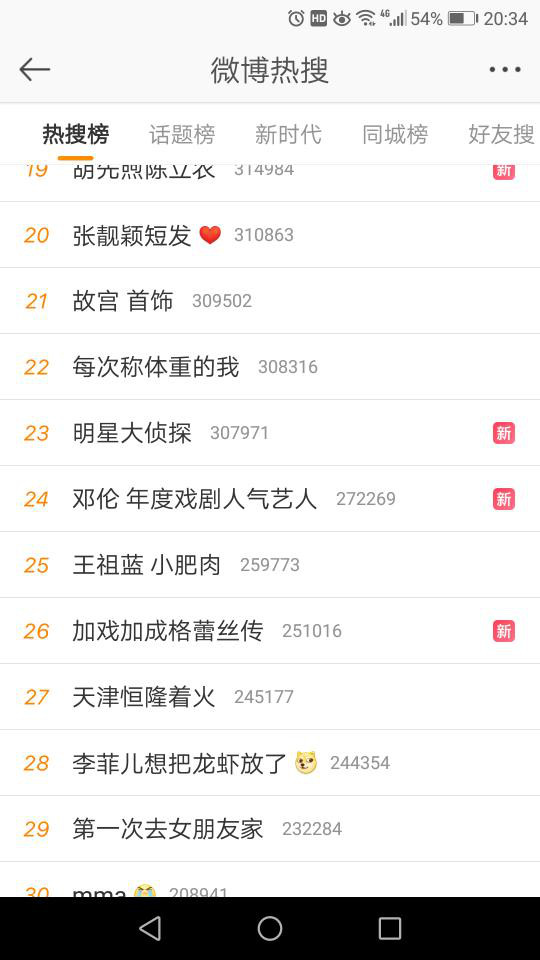 HD 4G 54% 20:34
微博热搜
热搜榜 话题榜 新时代 同城榜 好友搜
19 胡先煦陈立农 314984 新
20 张靓颖短发 310863
21 故宫 首饰 309502
22 每次称体重的我 308316
23 明星大侦探 307971 新
24 邓伦 年度戏剧人气艺人 272269 新
25 王祖蓝 小肥肉 259773
26 加戏加成格蕾丝传 251016 新
27 天津恒隆着火 245177
28 李菲儿想把龙虾放了 244354
29 第一次去女朋友家 232284
30 mma 208941